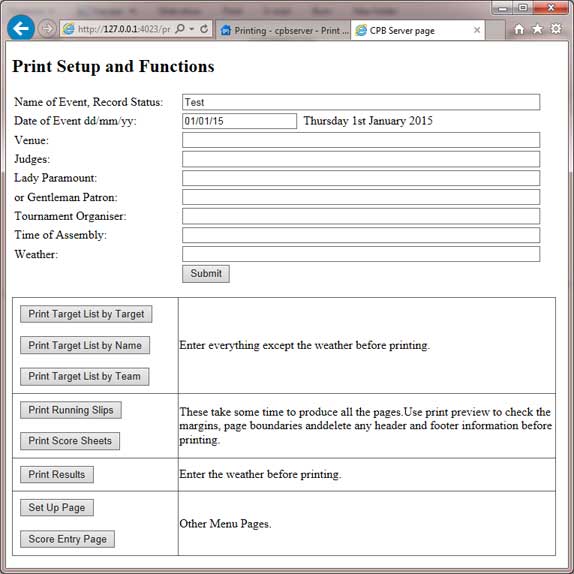 http://127.0.0.1:4023/pr
Printing - cpbserver - Print ...
CPB Server page
Print Setup and Functions
Name of Event, Record Status: Test
Date of Event dd/mm/yy: 01/01/15 Thursday 1st January 2015
Venue:
Judges:
Lady Paramount:
or Gentleman Patron:
Tournament Organiser:
Time of Assembly:
Weather:
Submit
Print Target List by Target
Print Target List by Name
Print Target List by Team
Enter everything except the weather before printing.
Print Running Slips
Print Score Sheets
These take some time to produce all the pages.Use print preview to check the
margins, page boundaries anddelete any header and footer information before
printing.
Print Results
Enter the weather before printing.
Set Up Page
Score Entry Page
Other Menu Pages.